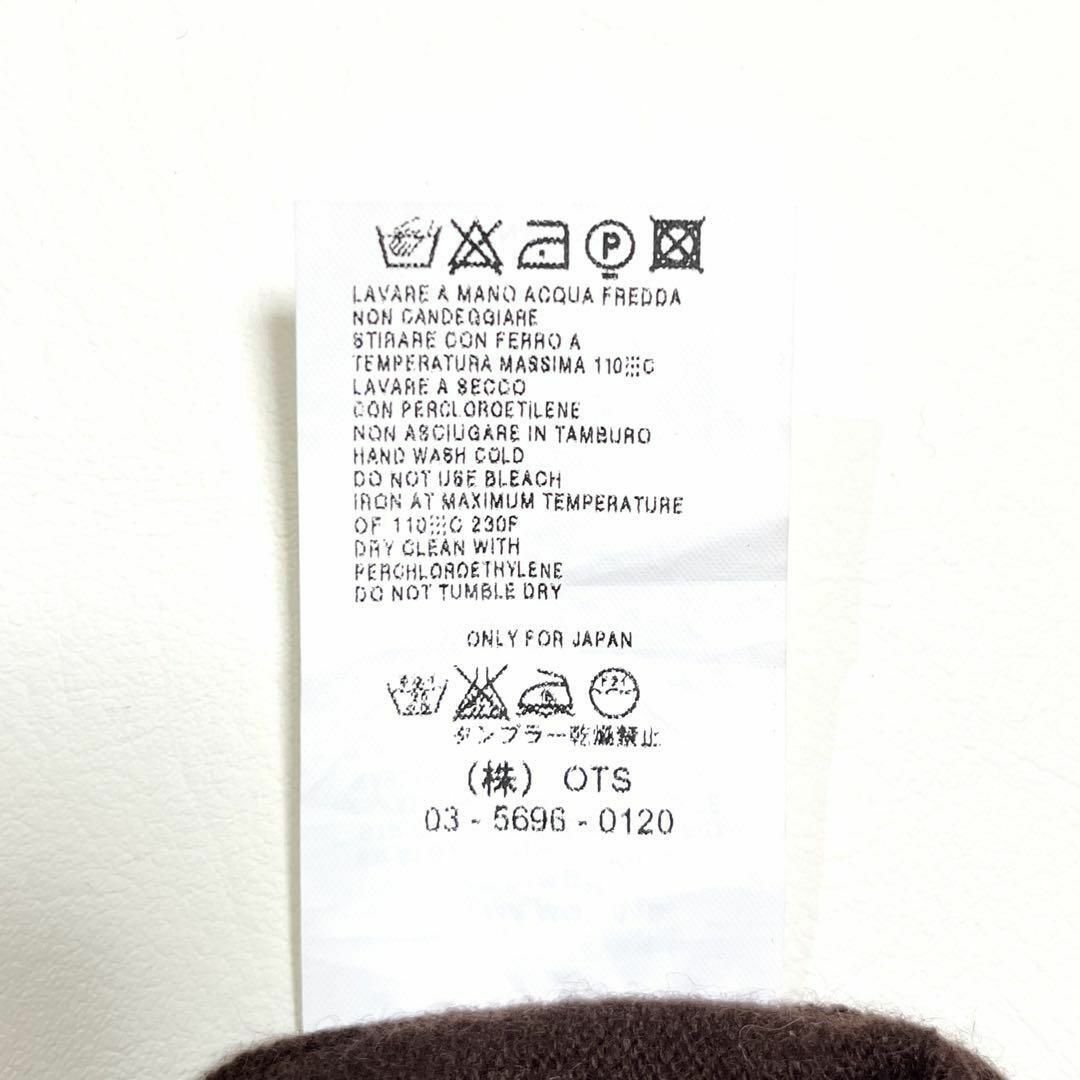 P
LAVARE A MANO ACQUA FREDDA
NON CANDEGGIARE
STIRARE CON FERRO A
TEMPERATURA MASSIMA 110░C
LAVARE A SECCO
CON PERCLOROETILENE
NON ASCIUGARE IN TAMBURO
HAND WASH COLD
DO NOT USE BLEACH
IRON AT MAXIMUM TEMPERATURE
OF 110░C 230F
DRY CLEAN WITH
PERCHLOROETHYLENE
DO NOT TUMBLE DRY
ONLY FOR JAPAN
タンブラー乾燥禁止
(株) OTS
03 - 5696 - 0120